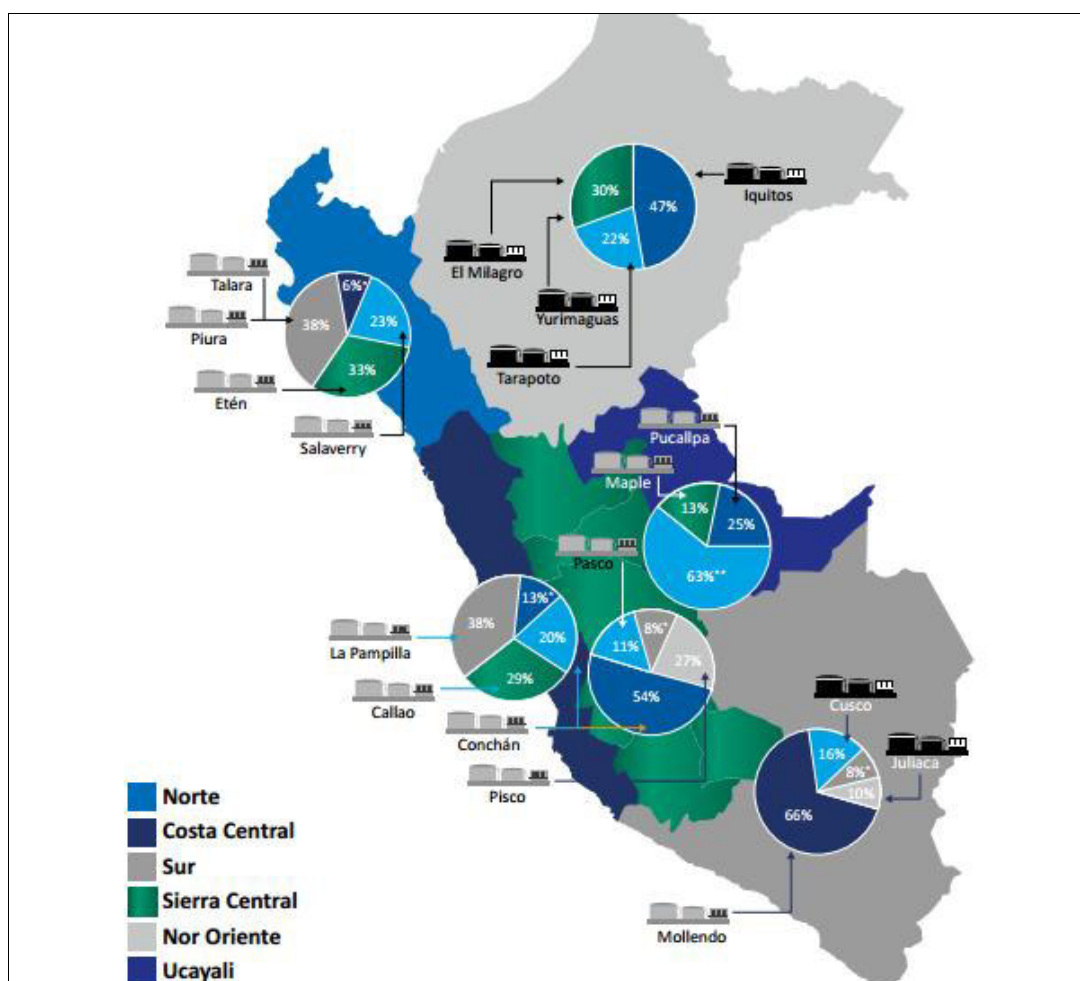 30%
47%
22%
Iquitos
El Milagro
Yurimaguas
Tarapoto
Talara
Piura
Etén
Salaverry
6%*
38%
23%
33%
Pucallpa
Maple
13%
25%
63%**
Pasco
13%*
38%
20%
29%
La Pampilla
Callao
Conchán
Pisco
8%*
11%
27%
54%
Cusco
Juliaca
16%
8%*
10%
66%
Mollendo
Norte
Costa Central
Sur
Sierra Central
Nor Oriente
Ucayali